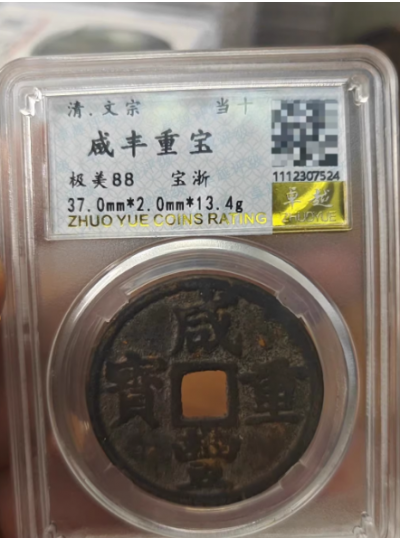 清.文宗 当十
咸丰重宝
极美88 宝浙
1112307524
37.0mm*2.0mm*13.4g
卓越
ZHUO YUE COINS RATING
ZHUOYUE
咸
寶 重
豐